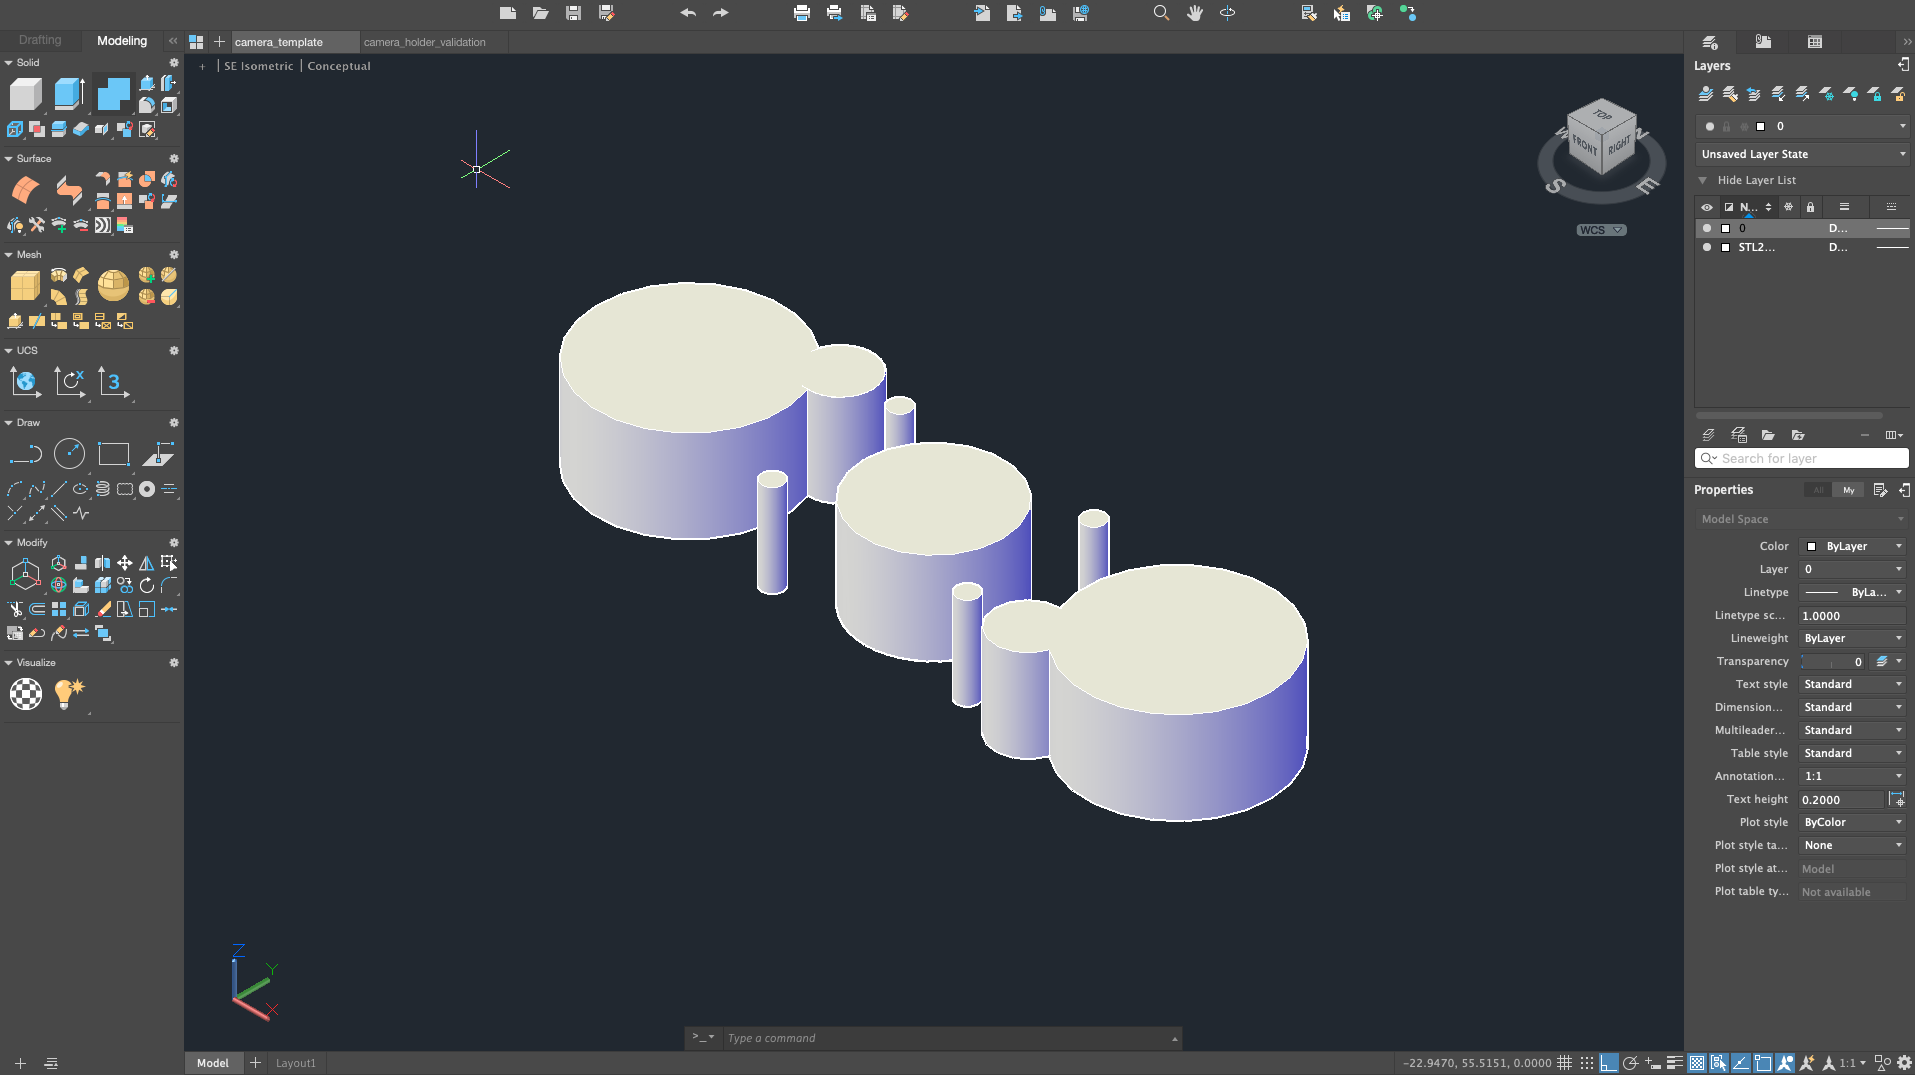 Drafting
Modeling
camera_template
camera_holder_validation
+ | SE Isometric | Conceptual
Solid
Surface
Mesh
UCS
X
3
Draw
Modify
Visualize
TOP
FRONT
RIGHT
W
N
S
E
WCS
Z
Y
X
>_
Type a command
Model
Layout1
-22.9470, 55.5151, 0.0000
1:1
Layers
0
Unsaved Layer State
Hide Layer List
N...
0
D...
STL2...
D...
Search for layer
Properties
All
My
Model Space
Color
ByLayer
Layer
0
Linetype
ByLa...
Linetype sc...
1.0000
Lineweight
ByLayer
Transparency
0
Text style
Standard
Dimension...
Standard
Multileader...
Standard
Table style
Standard
Annotation...
1:1
Text height
0.2000
Plot style
ByColor
Plot style ta...
None
Plot style at...
Model
Plot table ty...
Not available